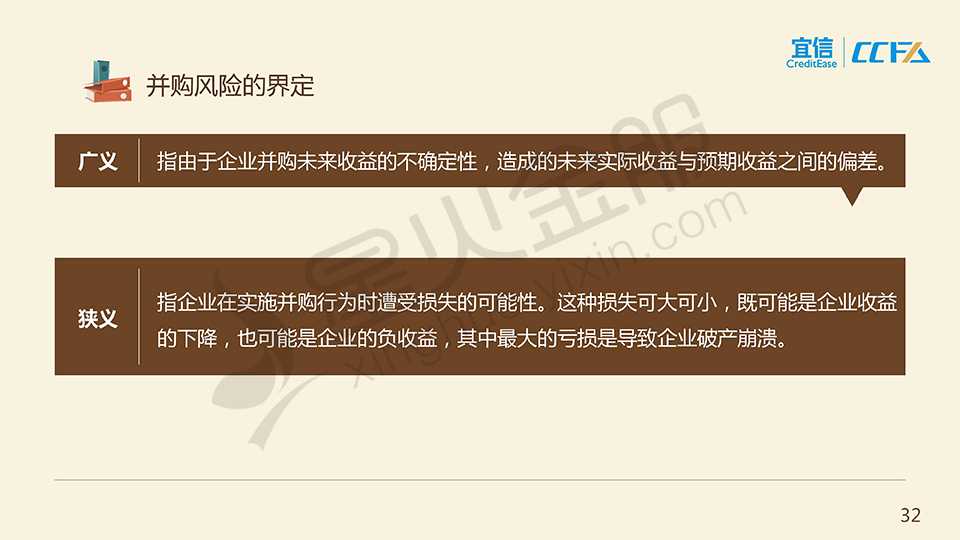 宜信
CreditEase
CCFA
并购风险的界定
广义
指由于企业并购未来收益的不确定性，造成的未来实际收益与预期收益之间的偏差。
狭义
指企业在实施并购行为时遭受损失的可能性。这种损失可大可小，既可能是企业收益
的下降，也可能是企业的负收益，其中最大的亏损是导致企业破产崩溃。
星火金服
xinghuoyixin.com
32